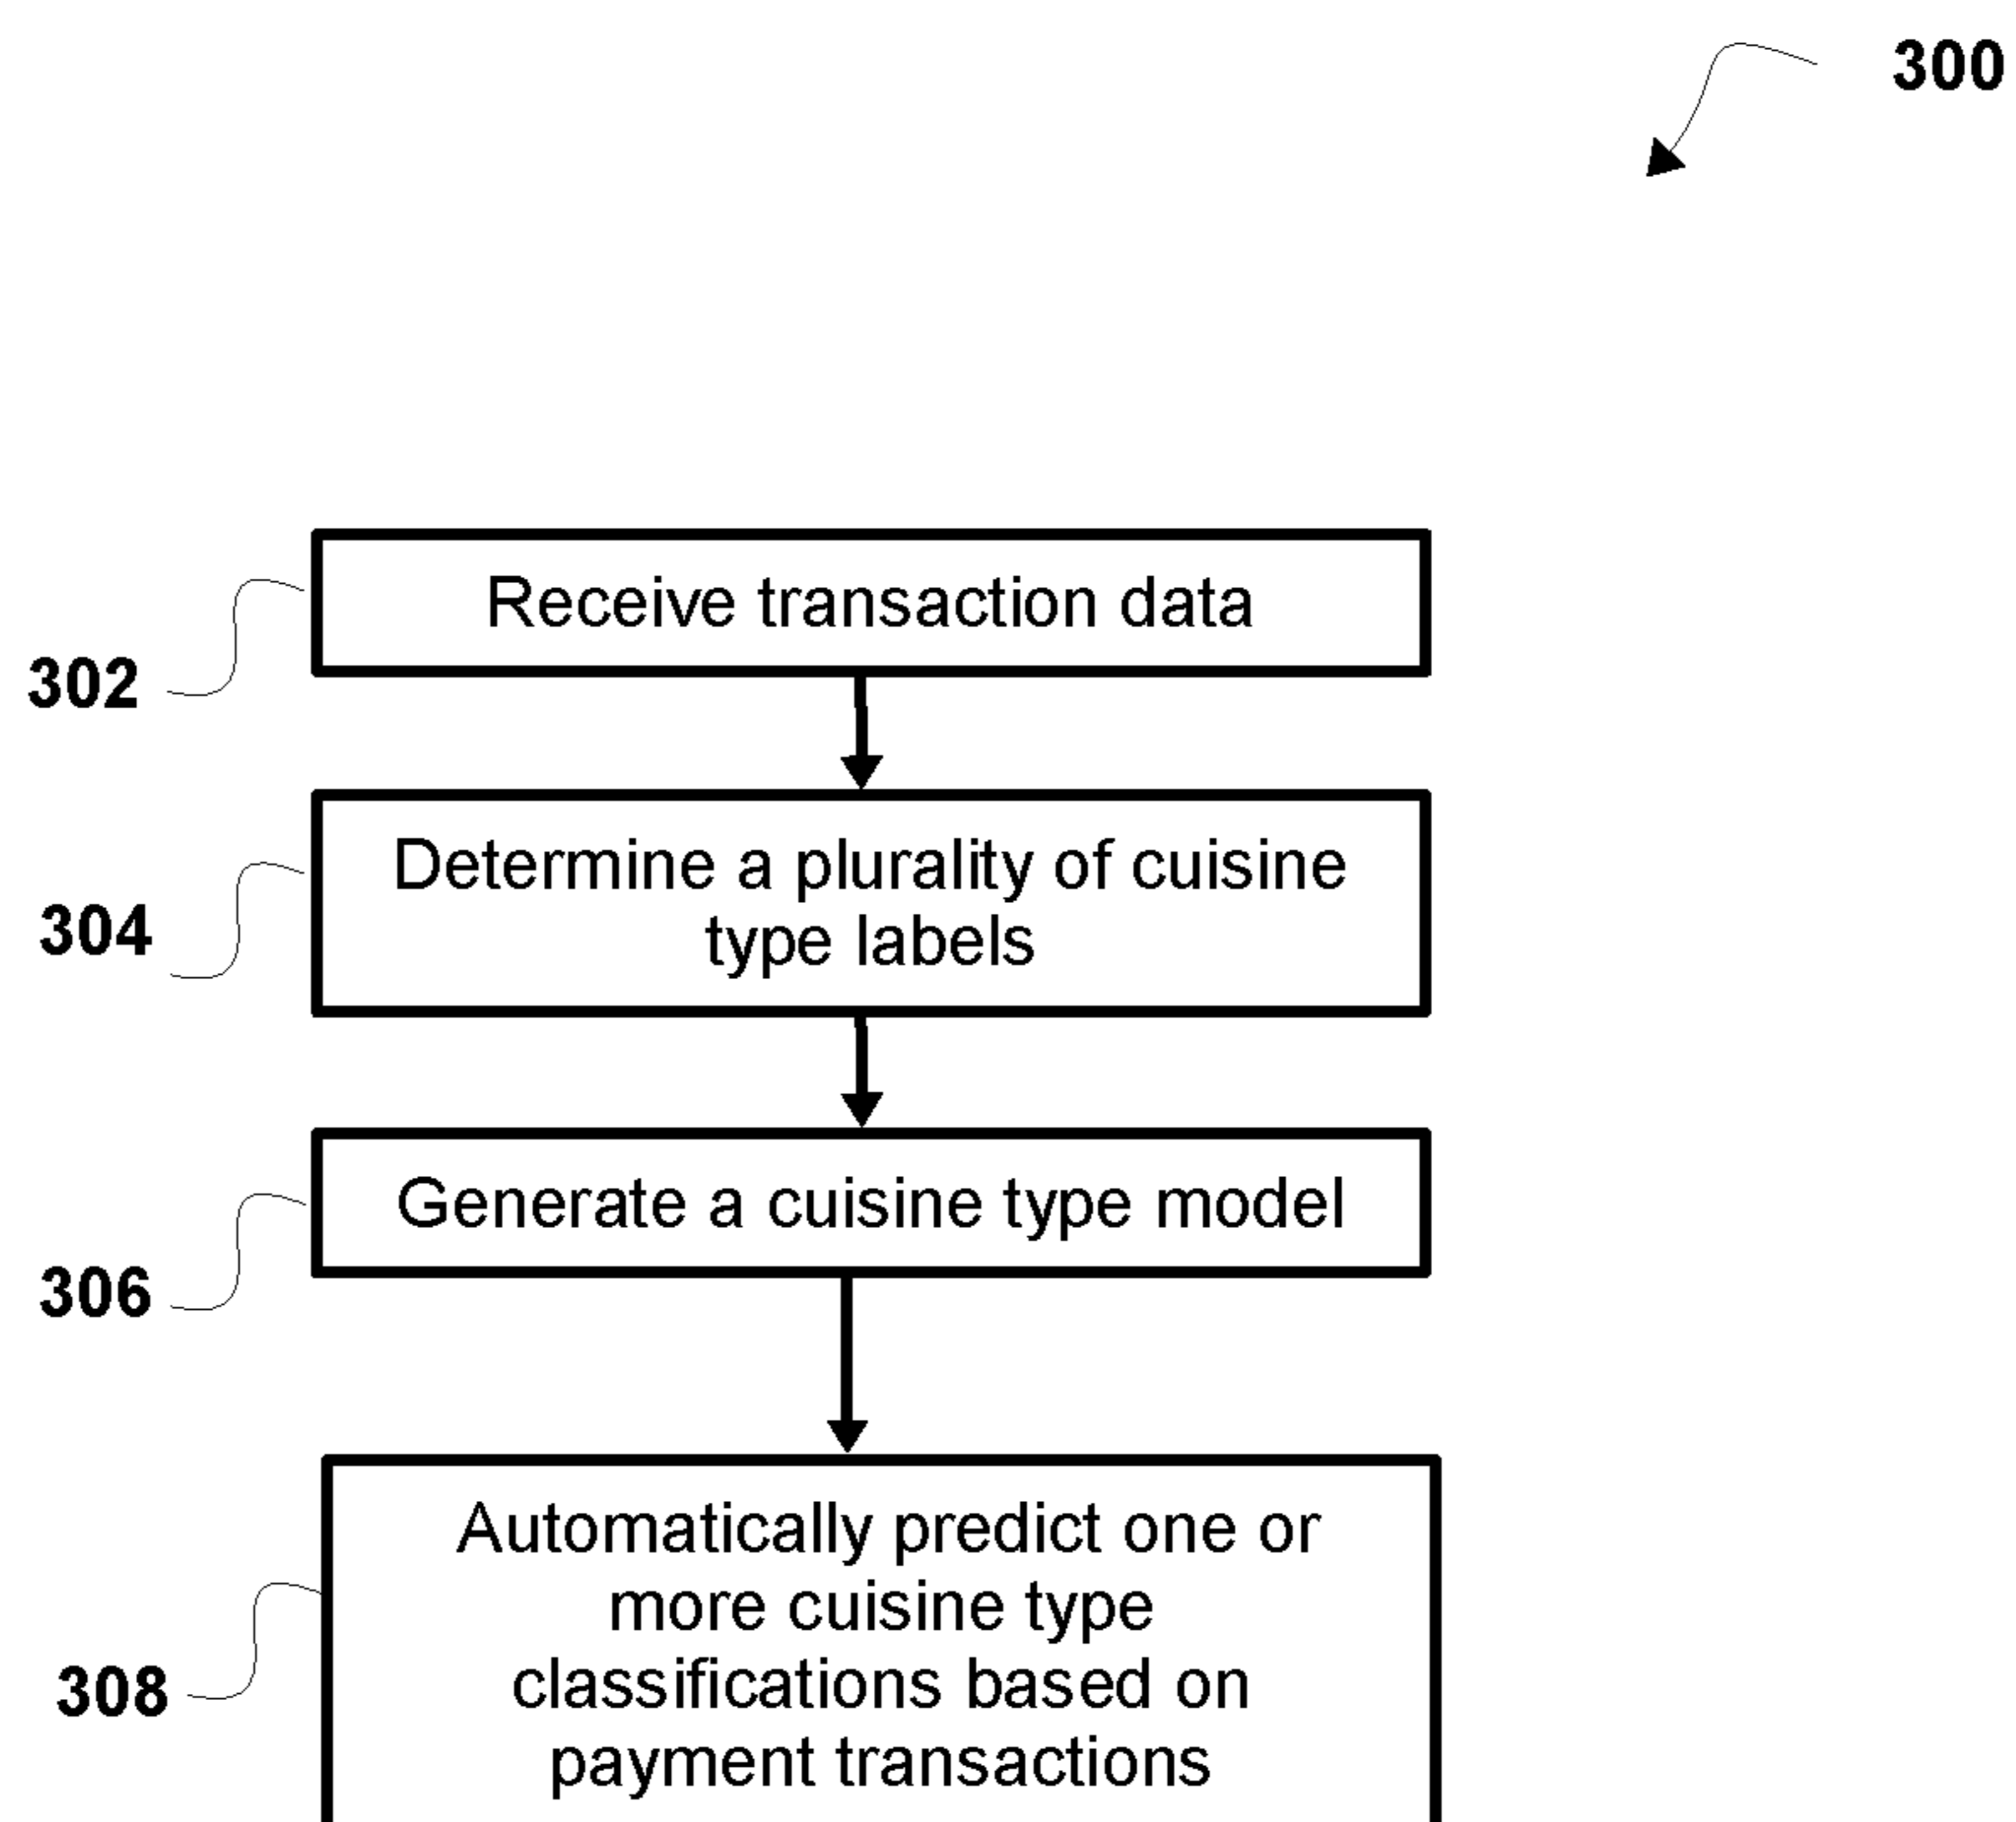 300
Receive transaction data
302
Determine a plurality of cuisine
type labels
304
Generate a cuisine type model
306
Automatically predict one or
more cuisine type
classifications based on
payment transactions
308